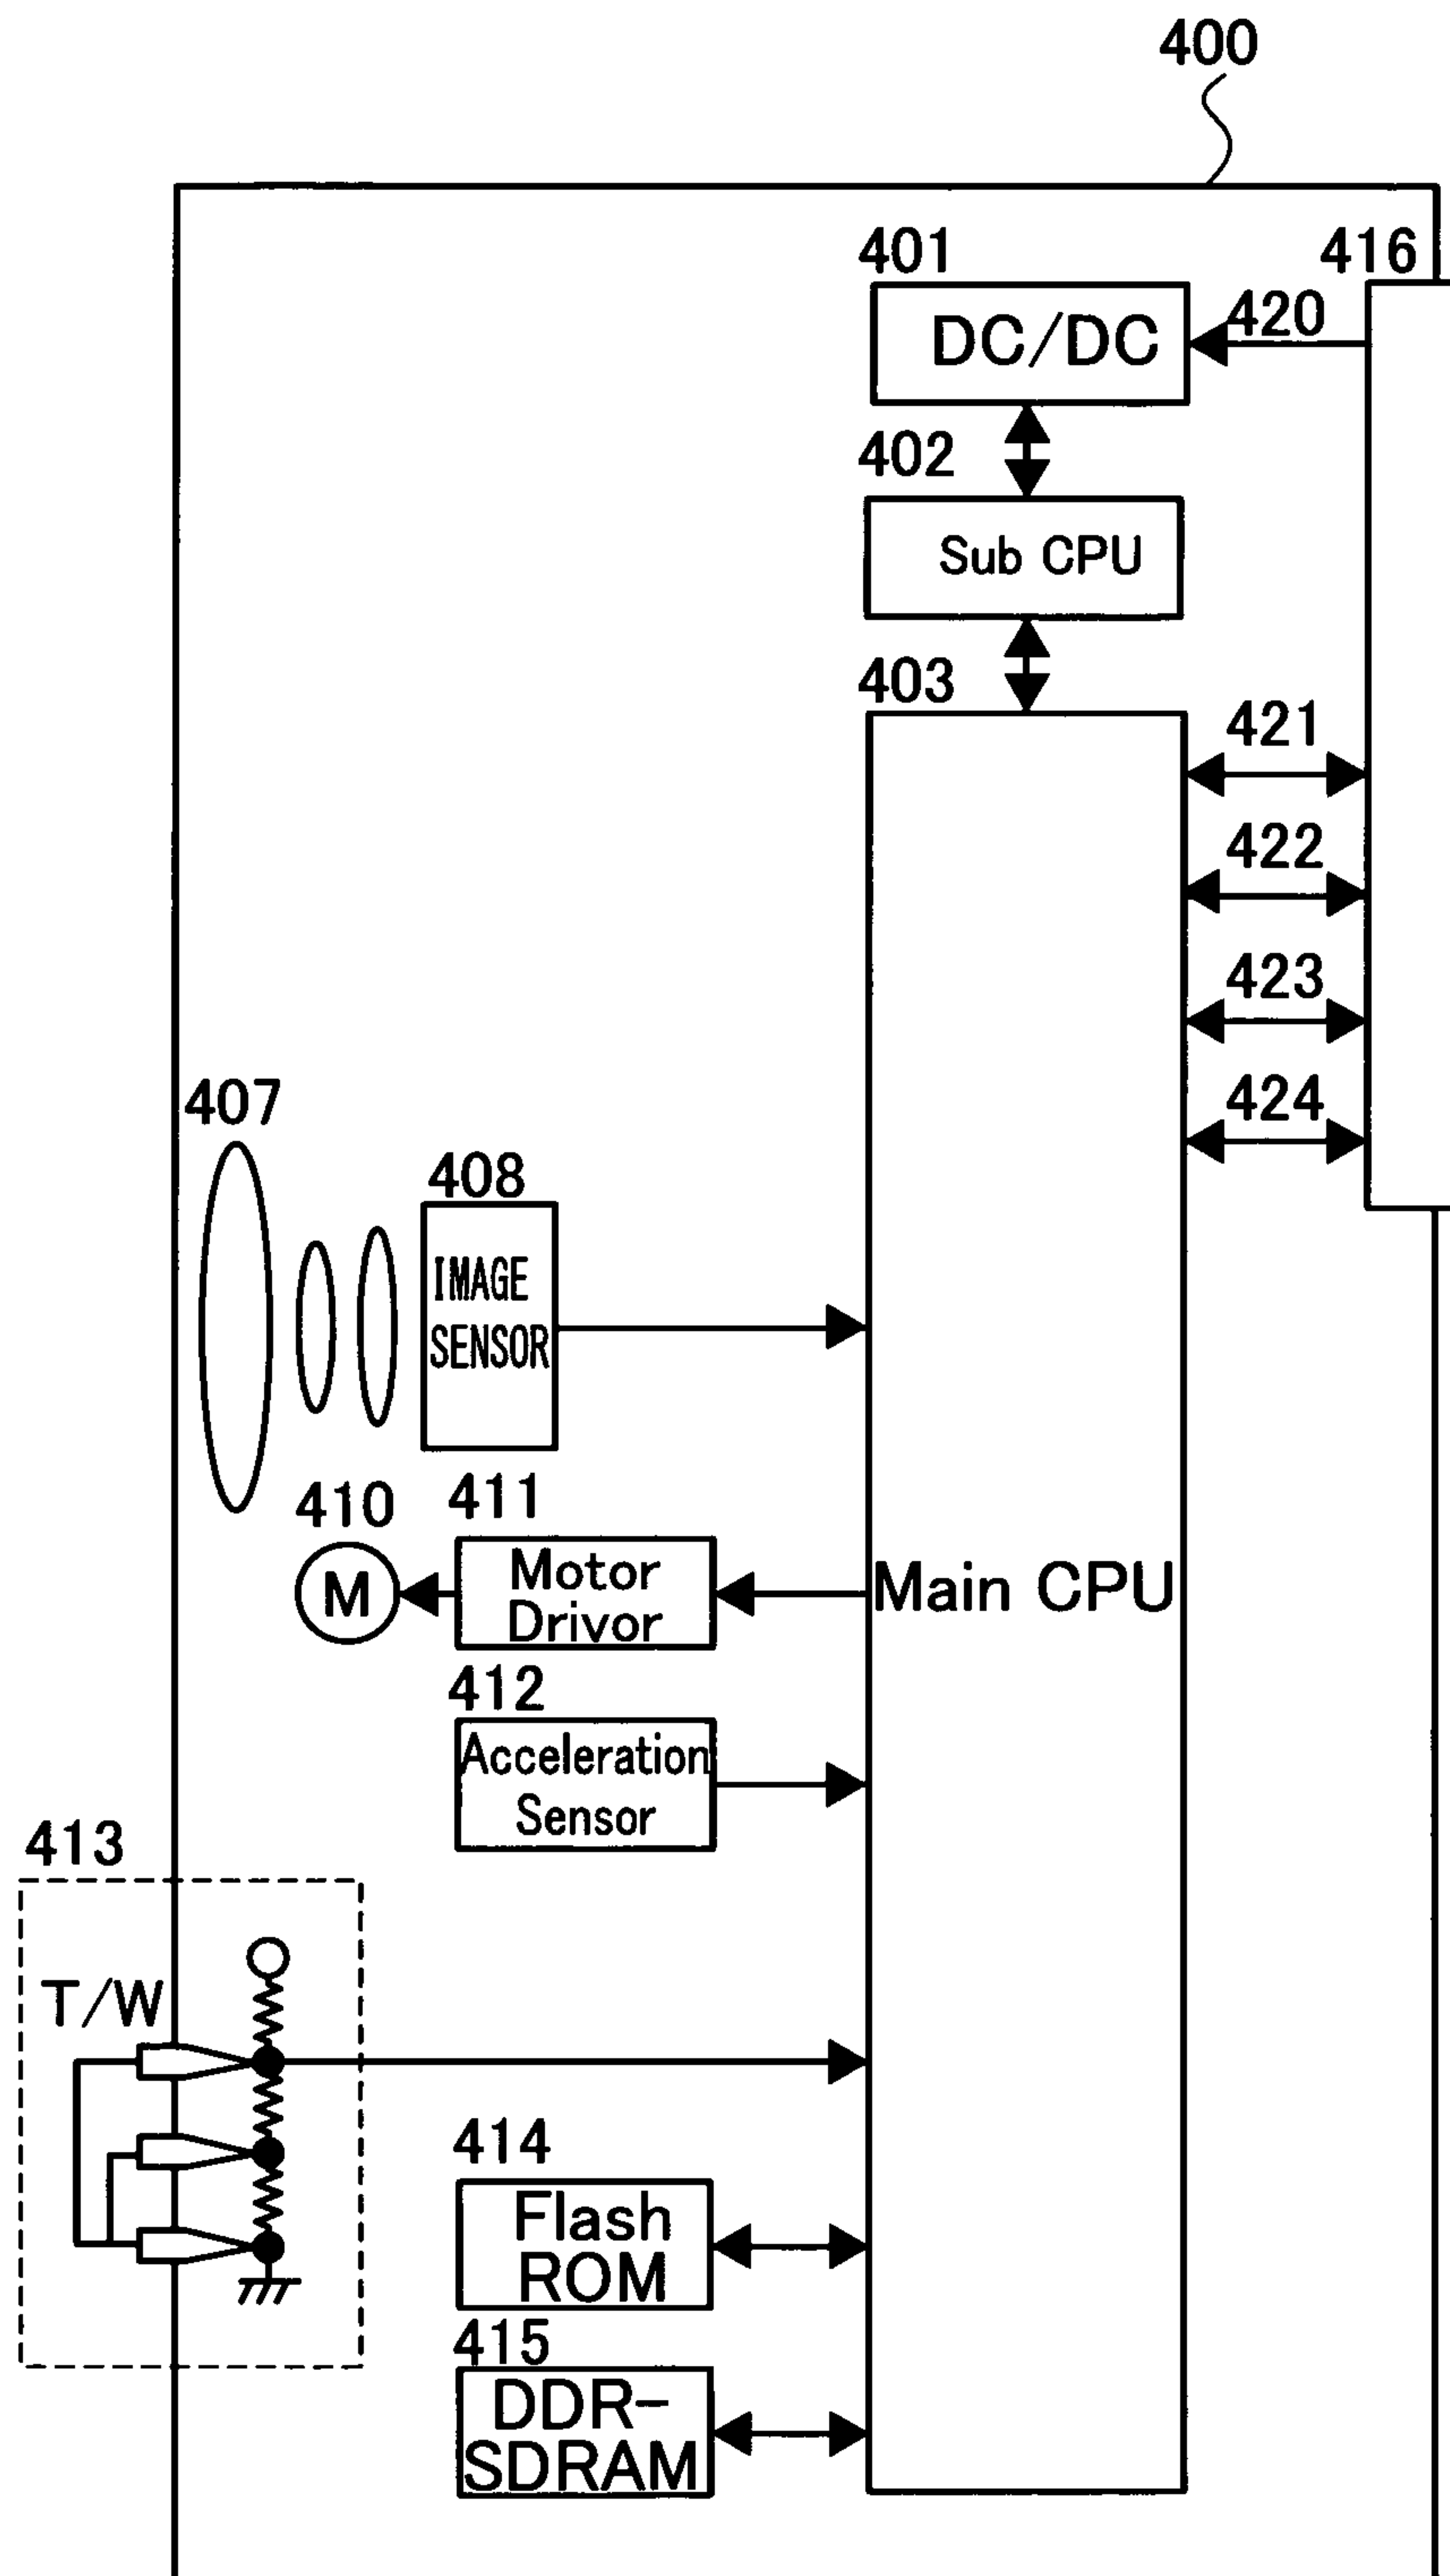 400
401
416
DC/DC
420
402
Sub CPU
403
421
422
423
424
407
408
IMAGE
SENSOR
410
411
M
Motor
Drivor
Main CPU
412
Acceleration
Sensor
413
T/W
414
Flash
ROM
415
DDR-
SDRAM